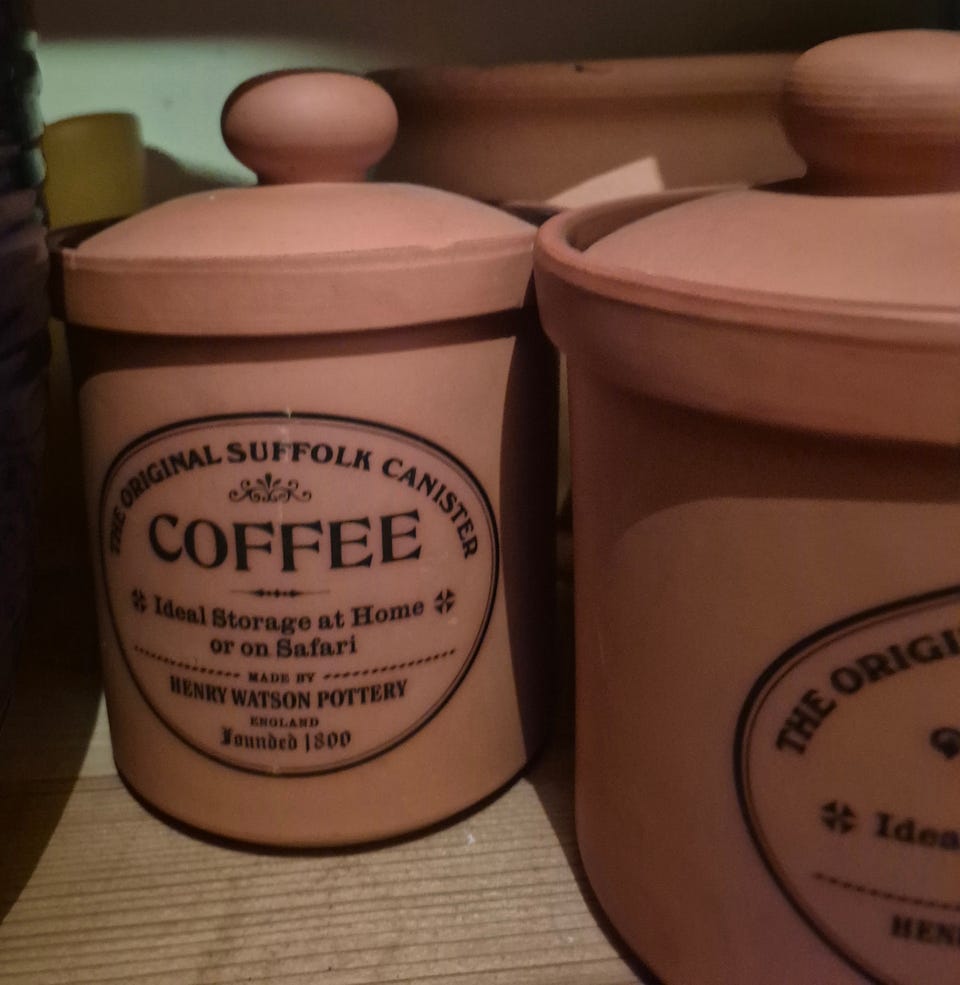 THE ORIGINAL SUFFOLK CANISTER
COFFEE
Ideal Storage at Home
or on Safari
MADE BY
HENRY WATSON POTTERY
ENGLAND
Founded 1800
THE ORIGI
Idea
HEN